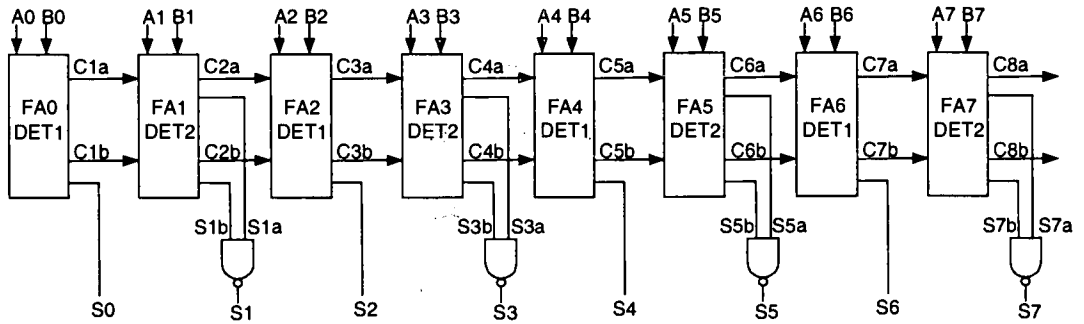 A0 B0 A1 B1 A2 B2 A3 B3 A4 B4 A5 B5 A6 B6 A7 B7
C1a C2a C3a C4a C5a C6a C7a C8a
FA0 FA1 FA2 FA3 FA4 FA5 FA6 FA7
DET1 DET2 DET1 DET2 DET1 DET2 DET1 DET2
C1b C2b C3b C4b C5b C6b C7b C8b
S1b S1a S3b S3a S5b S5a S7b S7a
S0 S1 S2 S3 S4 S5 S6 S7